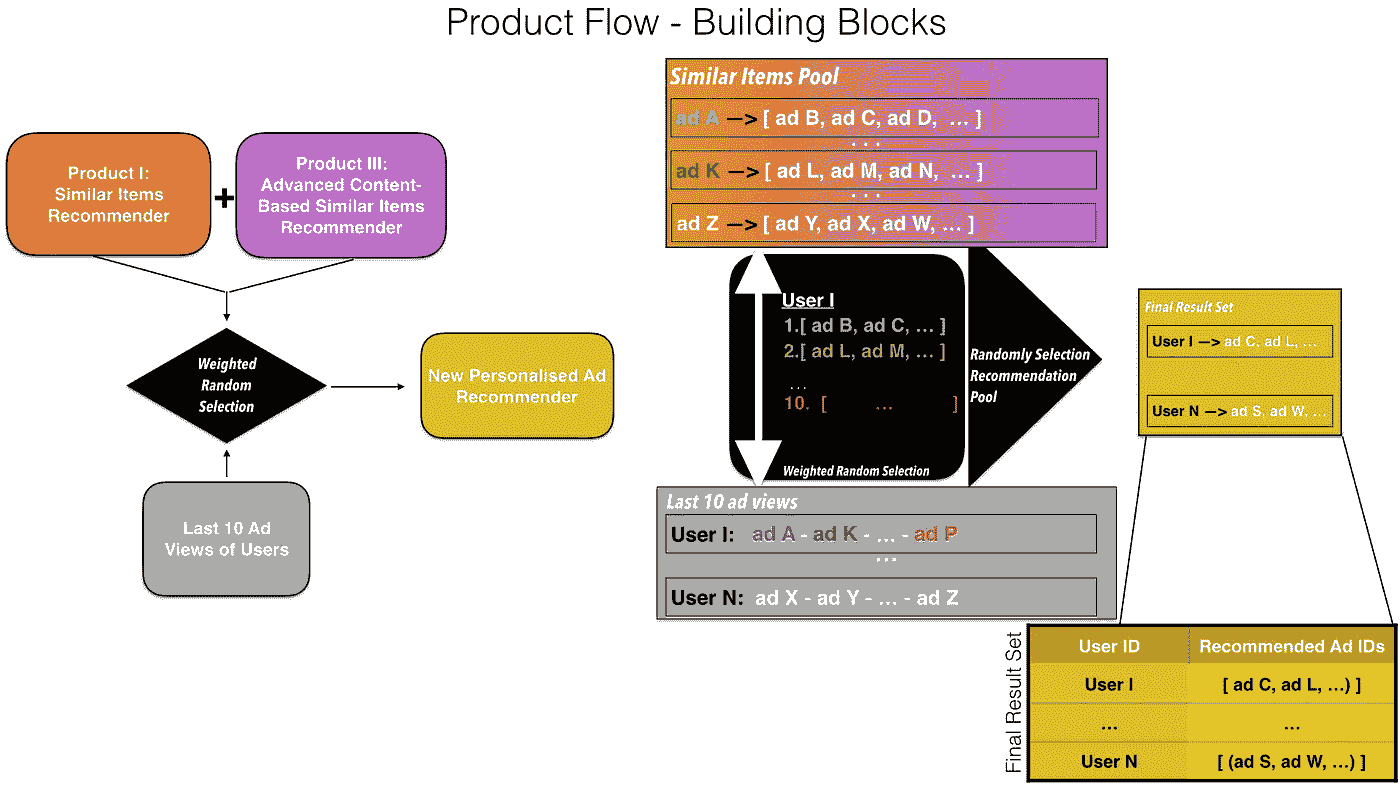 Product Flow - Building Blocks
Product I:
Similar Items
Recommender
+
Product III:
Advanced Content-
Based Similar Items
Recommender
Weighted
Random
Selection
New Personalised Ad
Recommender
Last 10 Ad
Views of Users
Similar Items Pool
ad A —> [ ad B, ad C, ad D, … ]
. . .
ad K —> [ ad L, ad M, ad N, … ]
. . .
ad Z —> [ ad Y, ad X, ad W, … ]
User I
1.[ ad B, ad C, … ]
2.[ ad L, ad M, … ]
...
10. [ … ]
Weighted Random Selection
Randomly Selection
Recommendation
Pool
Last 10 ad views
User I: ad A - ad K - … - ad P
...
User N: ad X - ad Y - … - ad Z
Final Result Set
User I —> ad C, ad L, …
User N —> ad S, ad W, …
Final Result Set
User ID Recommended Ad IDs
User I [ ad C, ad L, …) ]
... ...
User N [ (ad S, ad W, …) ]